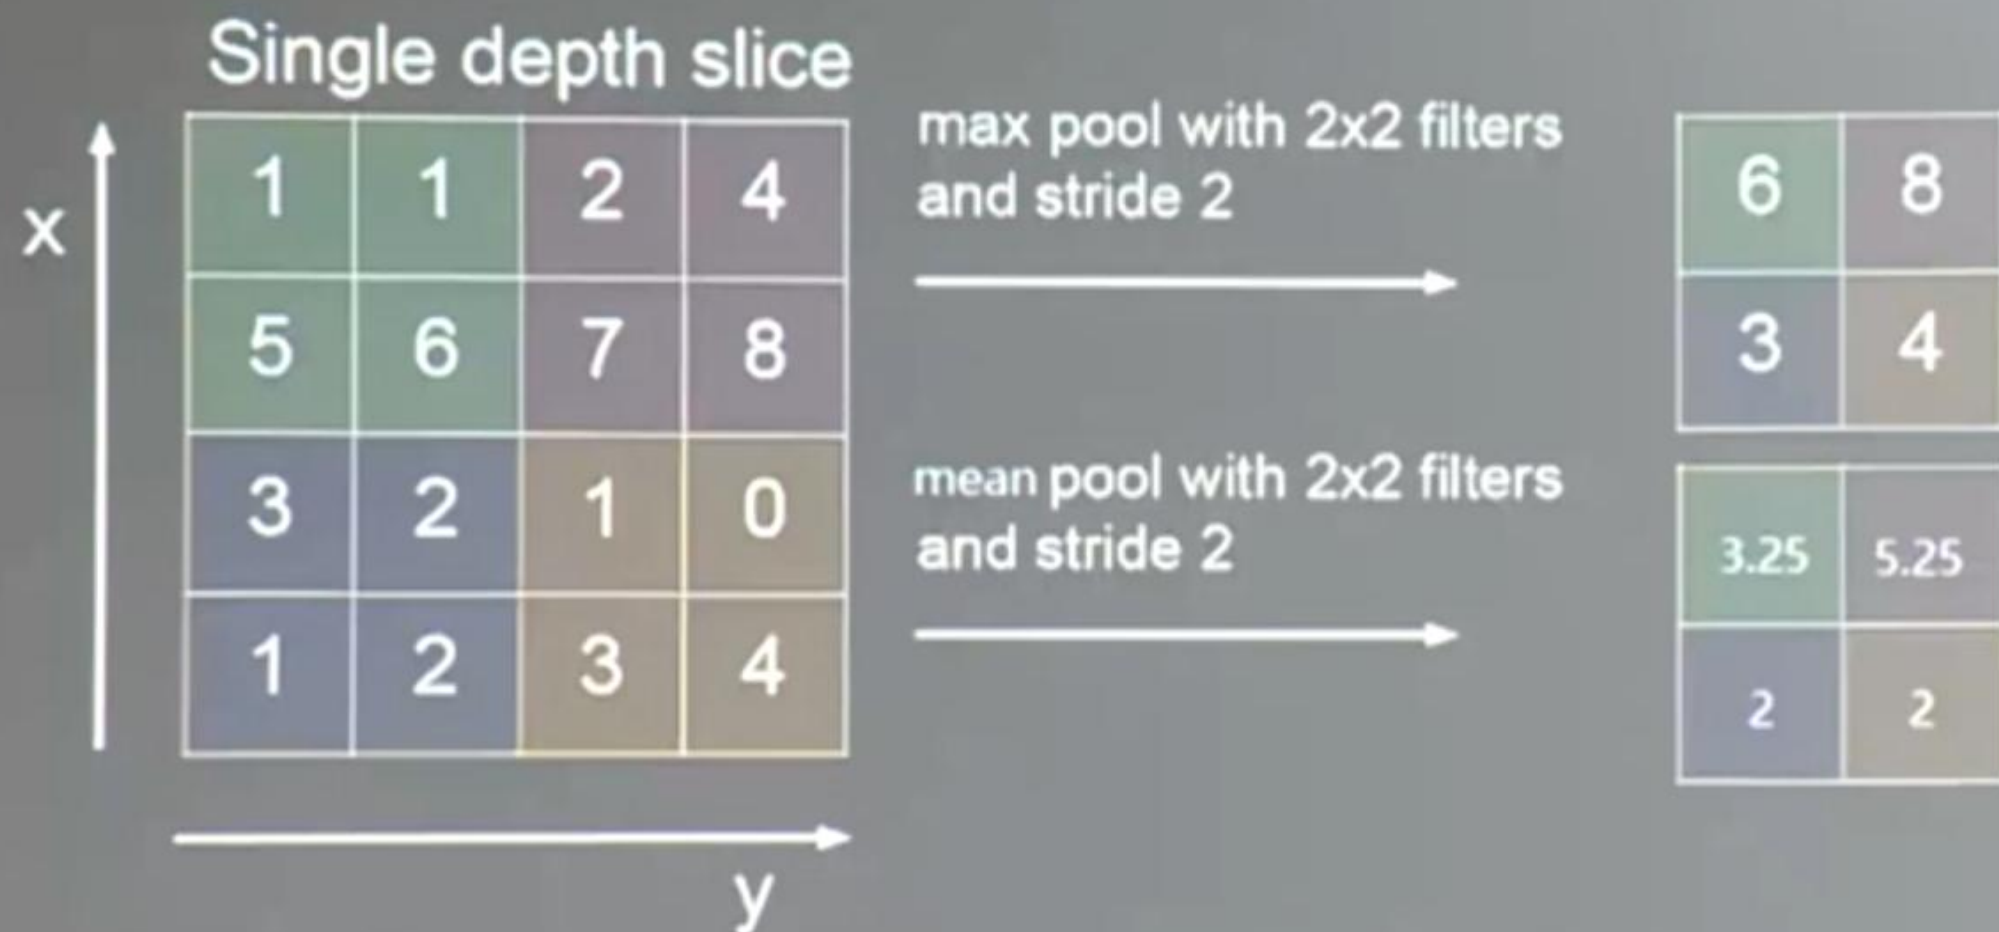 Single depth slice
x
1 1 2 4
5 6 7 8
3 2 1 0
1 2 3 4
y
max pool with 2x2 filters
and stride 2
6 8
3 4
mean pool with 2x2 filters
and stride 2
3.25 5.25
2 2